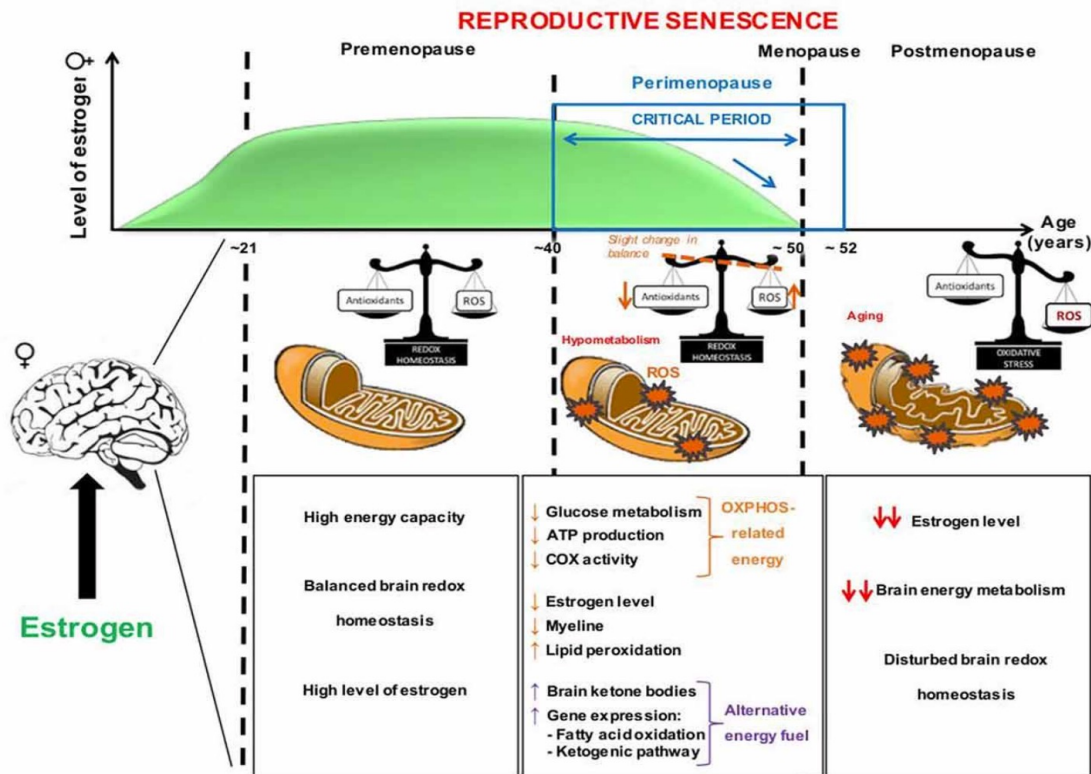 REPRODUCTIVE SENESCENCE
Premenopause
Menopause
Postmenopause
Perimenopause
CRITICAL PERIOD
Level of estroger
Age
(years)
~21
~40
~ 50
~ 52
Slight change in
balance
Antioxidants
ROS
REDOX
HOMEOSTASIS
Antioxidants
ROS
REDOX
HOMEOSTASIS
Antioxidants
ROS
OXIDATIVE
STRESS
Hypometabolism
ROS
Aging
Estrogen
High energy capacity
Balanced brain redox
homeostasis
High level of estrogen
↓ Glucose metabolism
↓ ATP production
↓ COX activity
OXPHOS-
related
energy
↓ Estrogen level
↓ Myeline
↑ Lipid peroxidation
↑ Brain ketone bodies
↑ Gene expression:
- Fatty acid oxidation
- Ketogenic pathway
Alternative
energy fuel
↓↓ Estrogen level
↓↓ Brain energy metabolism
Disturbed brain redox
homeostasis